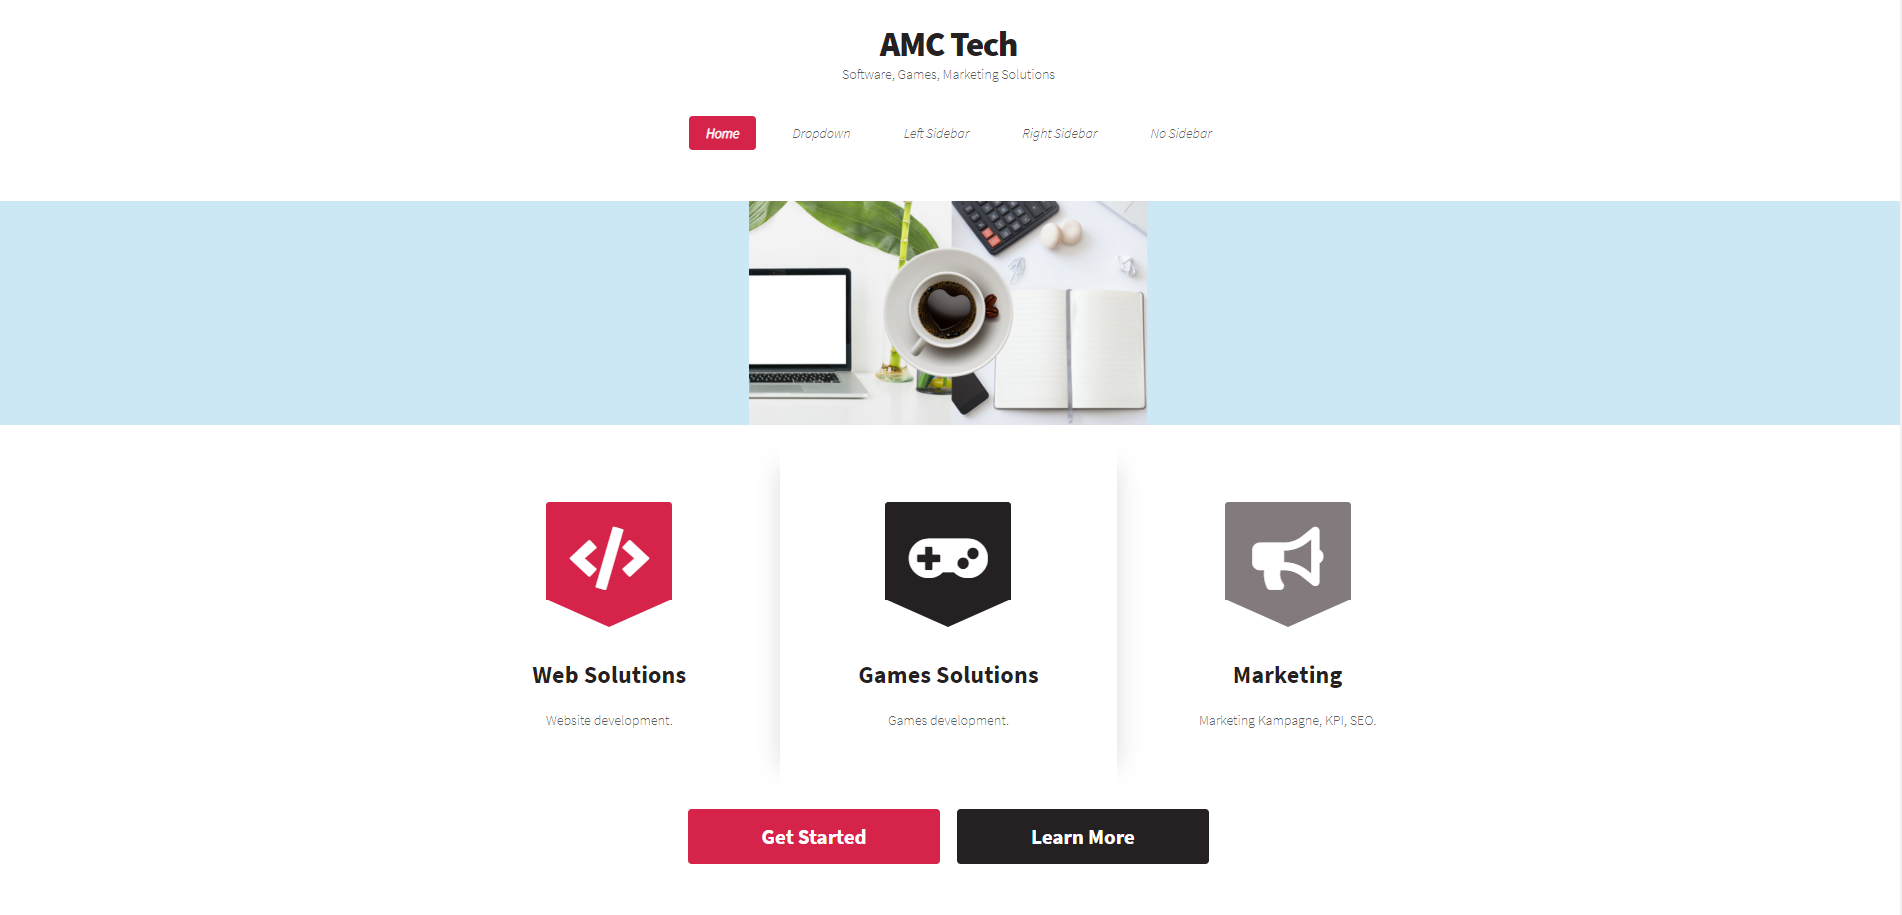 AMC Tech
Software, Games, Marketing Solutions
Home Dropdown Left Sidebar Right Sidebar No Sidebar
Web Solutions Games Solutions Marketing
Website development. Games development. Marketing Kampagne, KPI, SEO.
Get Started Learn More